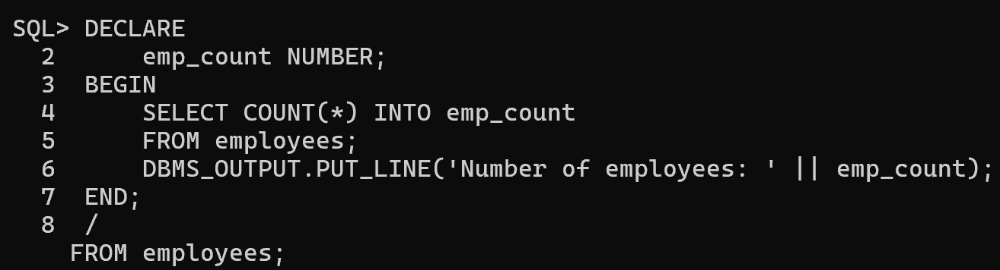 SQL> DECLARE
  2      emp_count NUMBER;
  3  BEGIN
  4      SELECT COUNT(*) INTO emp_count
  5      FROM employees;
  6      DBMS_OUTPUT.PUT_LINE('Number of employees: ' || emp_count);
  7  END;
  8  /
    FROM employees;